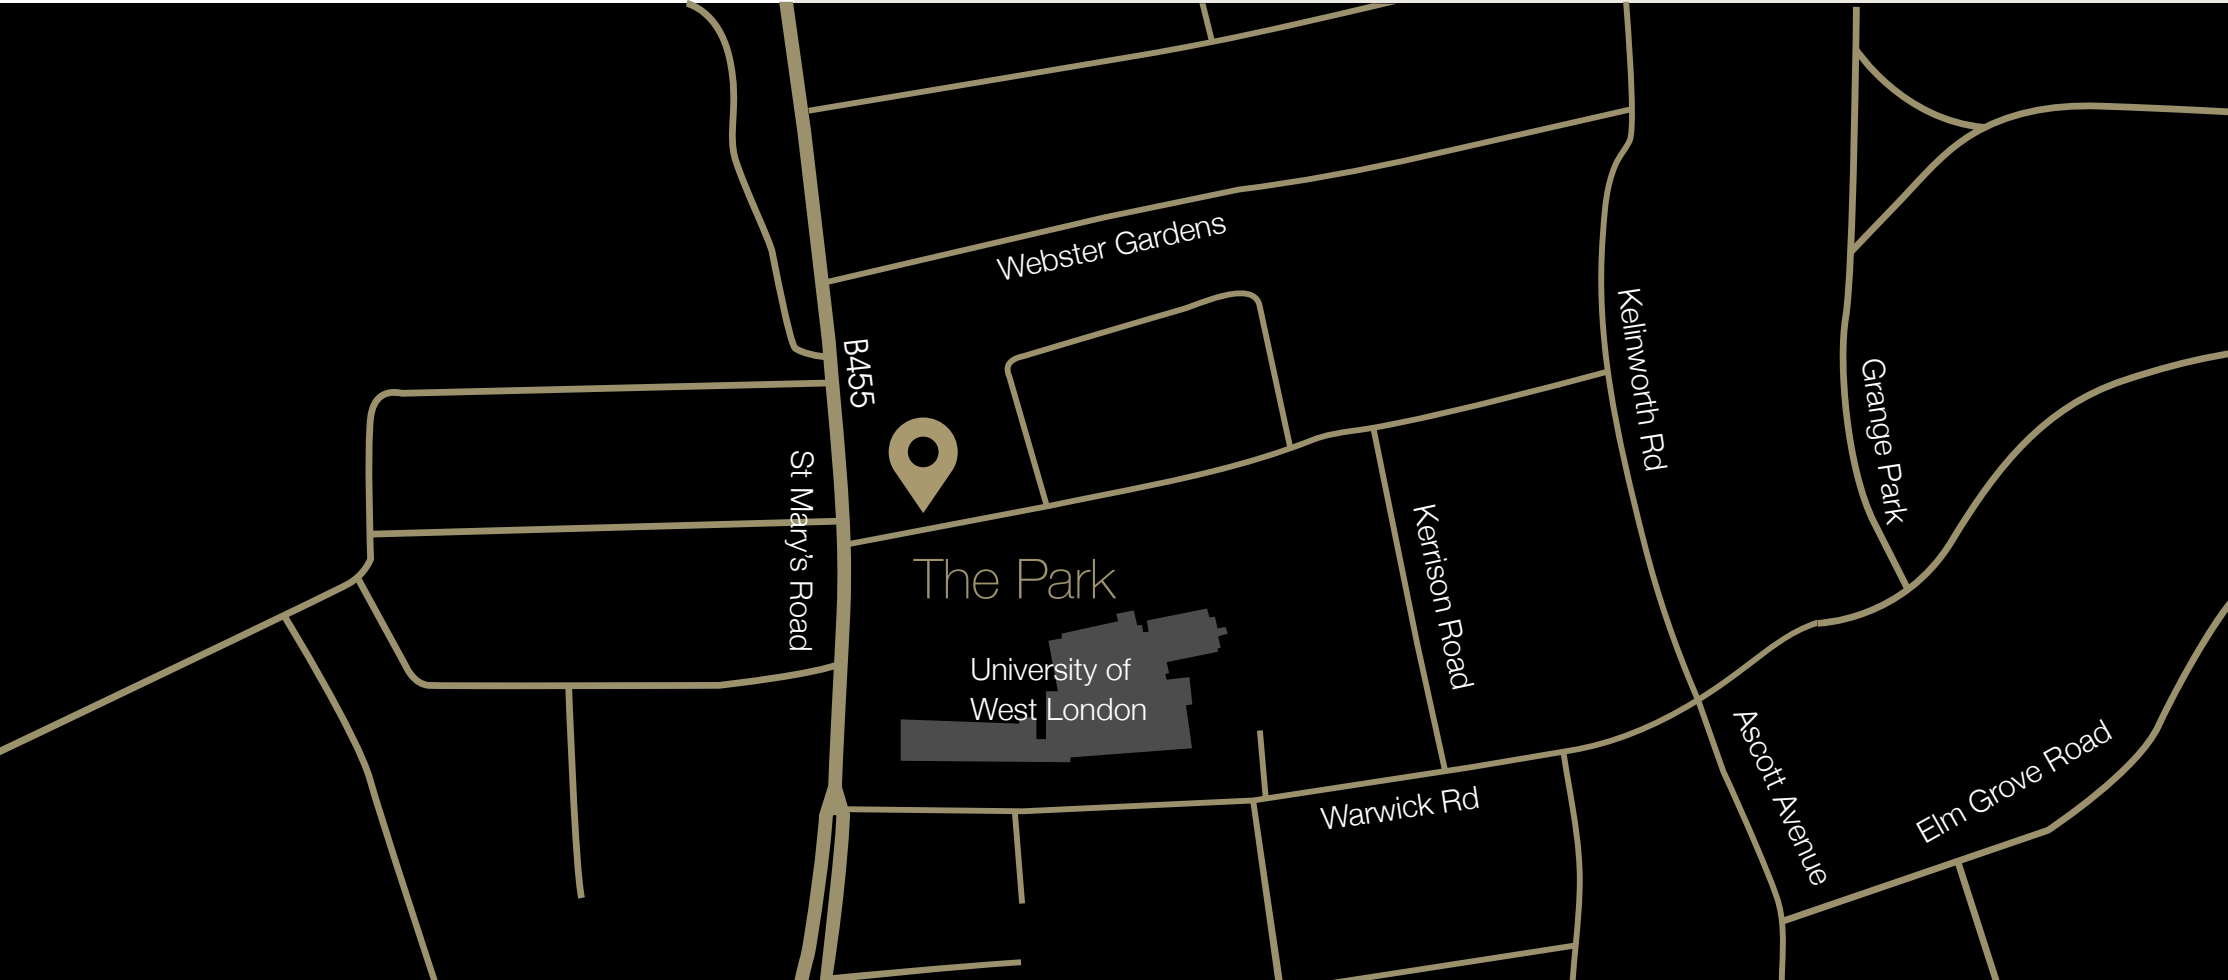 Webster Gardens
Kelinworth Rd
B455
Grange Park
St Mary's Road
Kerrison Road
The Park
University of
West London
Ascott Avenue
Elm Grove Road
Warwick Rd